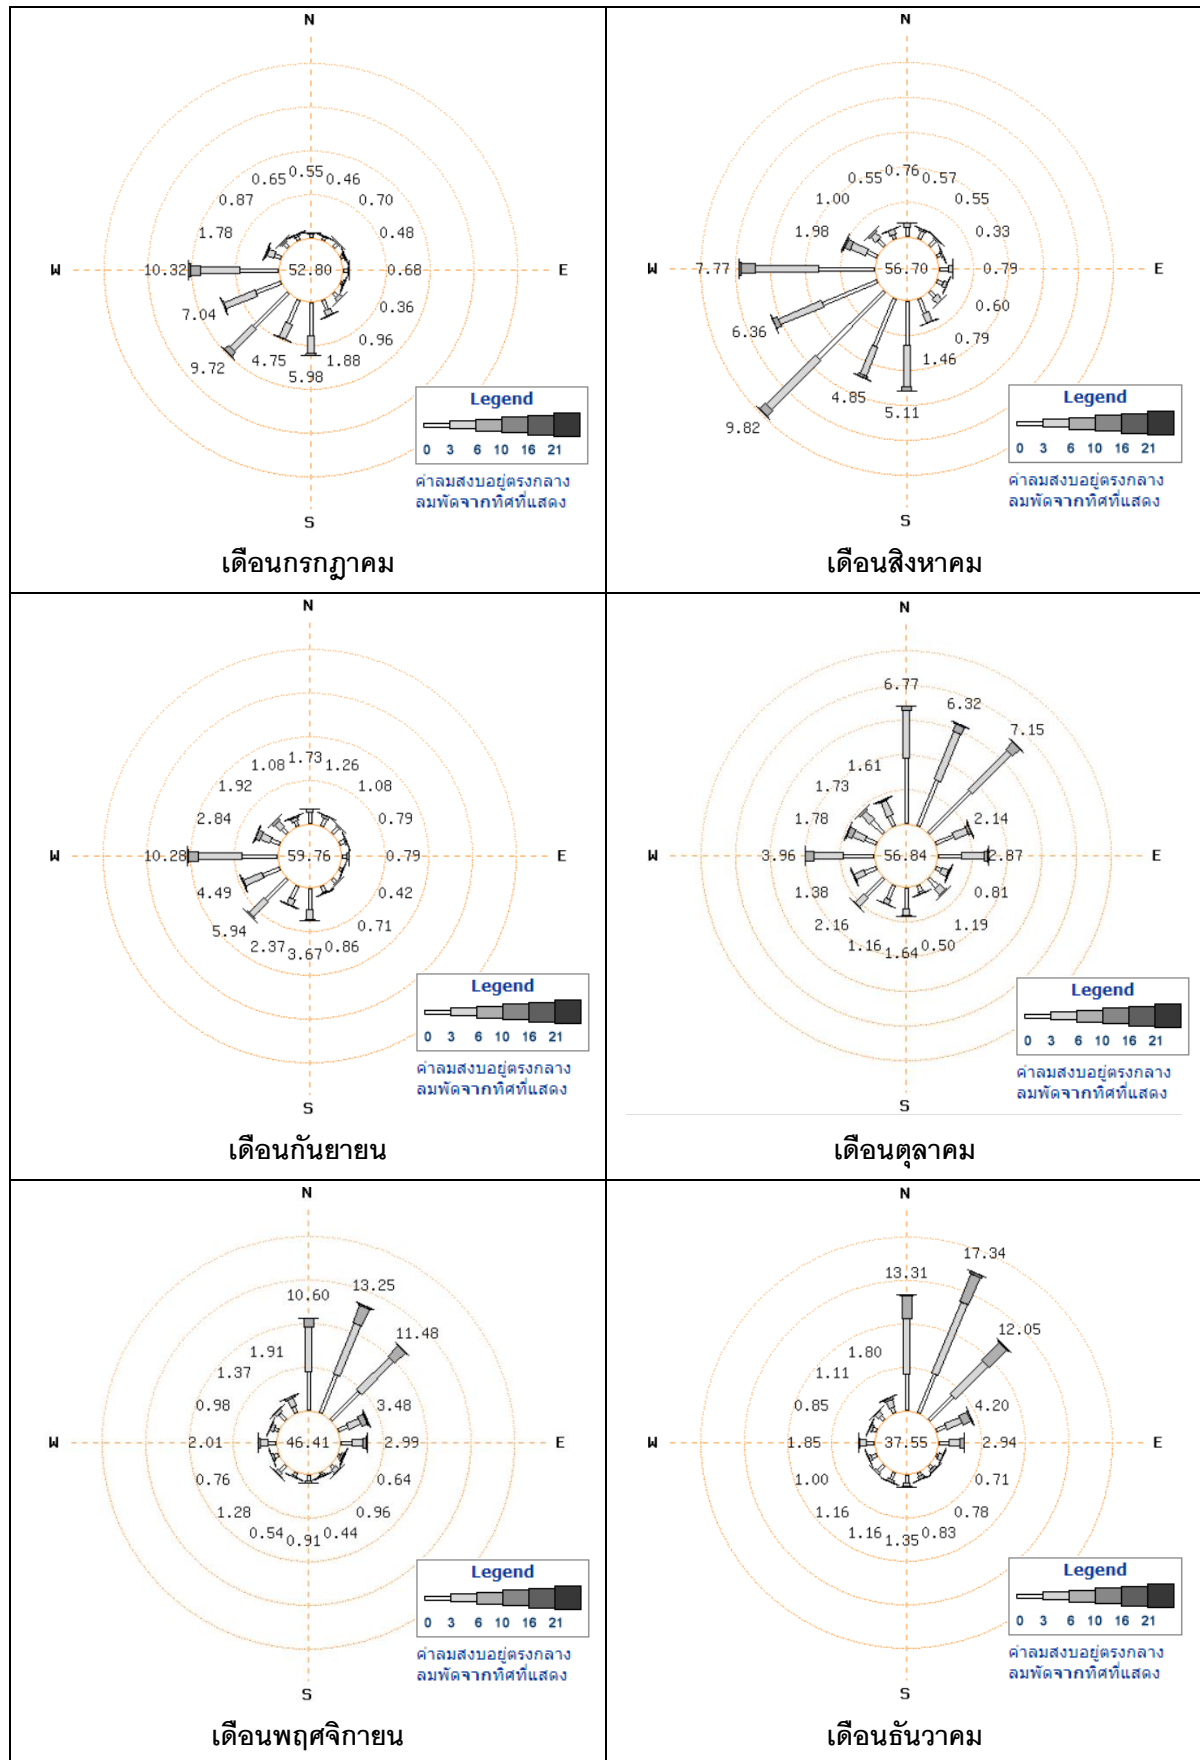 N
0.65 0.55 0.46
0.87 0.70
1.78 0.48
W 10.32 52.80 0.68 E
7.04 0.36
9.72 4.75 5.98 1.88 0.96
Legend
0 3 6 10 16 21
ค่าลมสงบอยู่ตรงกลาง
ลมพัดจากทิศที่แสดง
S
เดือนกรกฎาคม
N
0.55 0.76 0.57
1.00 0.55
1.98 0.33
W 7.77 56.70 0.79 E
6.36 0.60
9.82 4.85 5.11 1.46 0.79
Legend
0 3 6 10 16 21
ค่าลมสงบอยู่ตรงกลาง
ลมพัดจากทิศที่แสดง
S
เดือนสิงหาคม
N
1.08 1.73 1.26
1.92 1.08
2.84 0.79
W 10.28 59.76 0.79 E
4.49 0.42
5.94 2.37 3.67 0.86 0.71
Legend
0 3 6 10 16 21
ค่าลมสงบอยู่ตรงกลาง
ลมพัดจากทิศที่แสดง
S
เดือนกันยายน
N
6.77 6.32
7.15
1.61
1.73
1.78 2.14
W 3.96 56.84 2.87 E
1.38 0.81
2.16 1.16 1.64 0.50 1.19
Legend
0 3 6 10 16 21
ค่าลมสงบอยู่ตรงกลาง
ลมพัดจากทิศที่แสดง
S
เดือนตุลาคม
N
10.60 13.25
11.48
1.91
1.37
0.98 3.48
W 2.01 46.41 2.99 E
0.76 0.64
1.28 0.54 0.91 0.44 0.96
Legend
0 3 6 10 16 21
ค่าลมสงบอยู่ตรงกลาง
ลมพัดจากทิศที่แสดง
S
เดือนพฤศจิกายน
N
13.31 17.34
12.05
1.80
1.11
0.85 4.20
W 1.85 37.55 2.94 E
1.00 0.71
1.16 1.16 1.35 0.83 0.78
Legend
0 3 6 10 16 21
ค่าลมสงบอยู่ตรงกลาง
ลมพัดจากทิศที่แสดง
S
เดือนธันวาคม